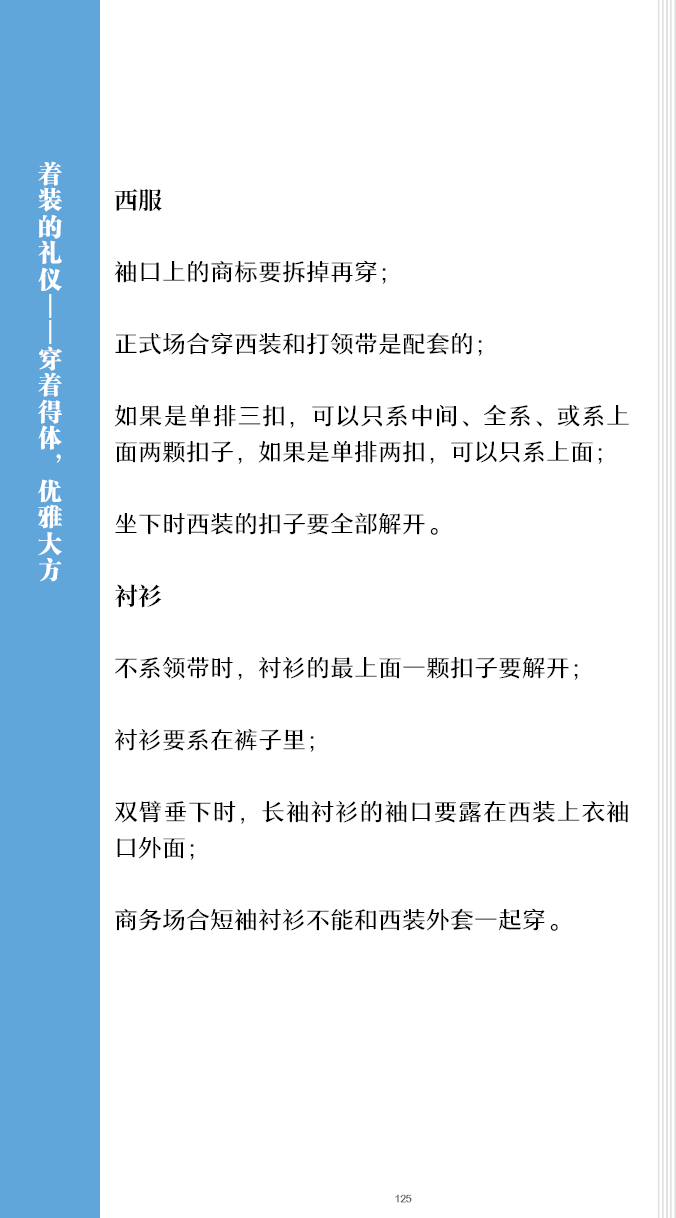 着装的礼仪——穿着得体，优雅大方
西服
袖口上的商标要拆掉再穿；
正式场合穿西装和打领带是配套的；
如果是单排三扣，可以只系中间、全系、或系上
面两颗扣子，如果是单排两扣，可以只系上面；
坐下时西装的扣子要全部解开。
衬衫
不系领带时，衬衫的最上面一颗扣子要解开；
衬衫要系在裤子里；
双臂垂下时，长袖衬衫的袖口要露在西装上衣袖
口外面；
商务场合短袖衬衫不能和西装外套一起穿。
125